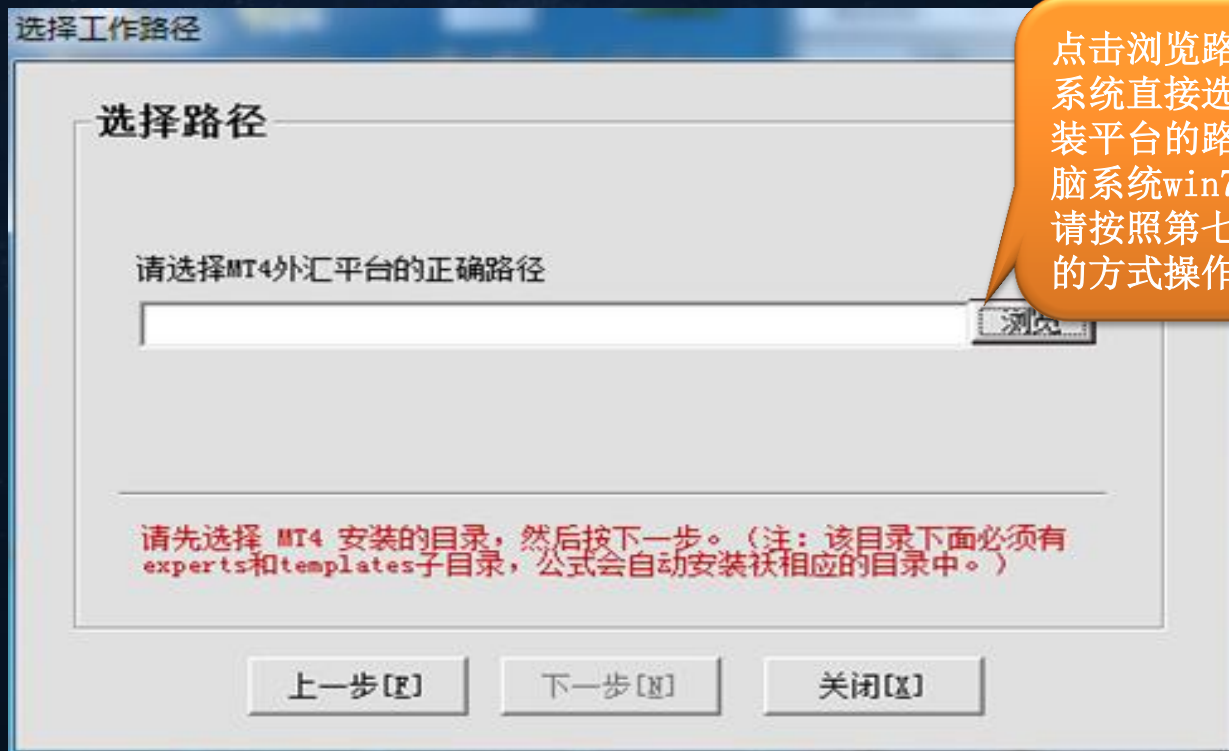 选择工作路径
点击浏览路
系统直接选
装平台的路
脑系统win7
请按照第七
的方式操作
选择路径
请选择MT4外汇平台的正确路径
浏览
请先选择 MT4 安装的目录，然后按下一步。（注：该目录下面必须有
experts和templates子目录，公式会自动安装祑相应的目录中。）
上一步[F]
下一步[N]
关闭[X]